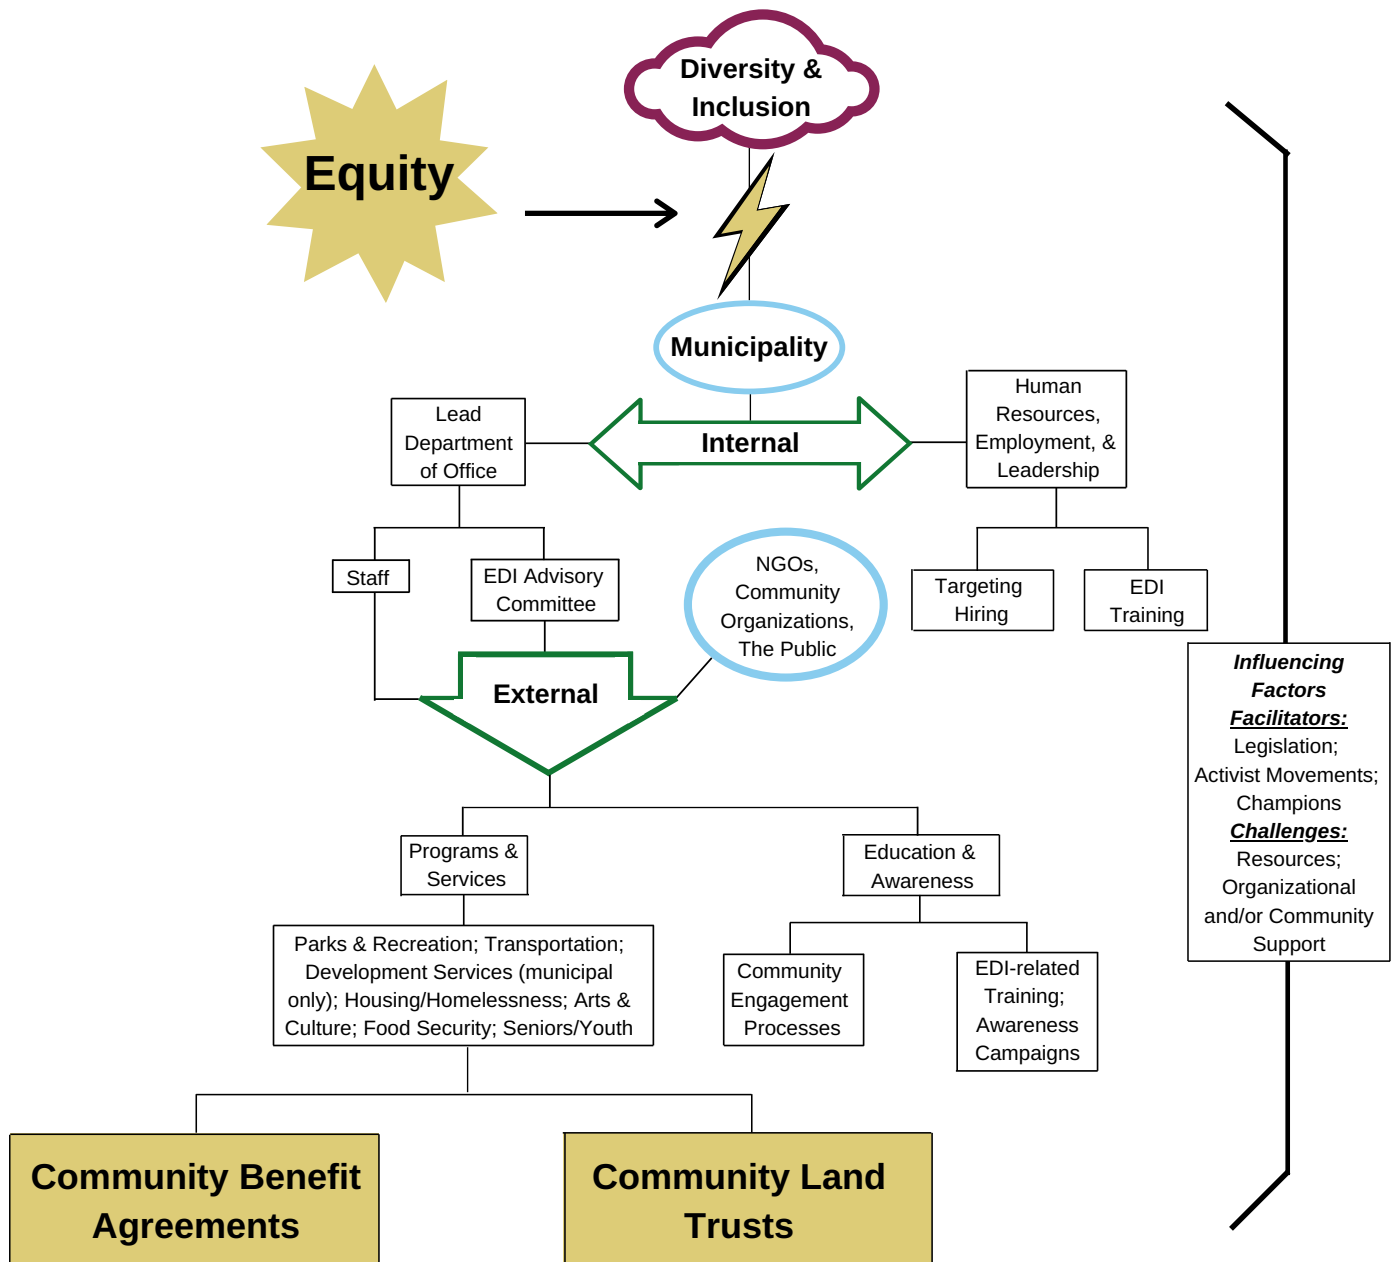 Diversity &
Inclusion
Equity
Municipality
Internal
Lead
Department
of Office
Human
Resources,
Employment, &
Leadership
Staff
EDI Advisory
Committee
NGOs,
Community
Organizations,
The Public
Targeting
Hiring
EDI
Training
External
Influencing
Factors
Facilitators:
Legislation;
Activist Movements;
Champions
Challenges:
Resources;
Organizational
and/or Community
Support
Programs &
Services
Education &
Awareness
Parks & Recreation; Transportation;
Development Services (municipal
only); Housing/Homelessness; Arts &
Culture; Food Security; Seniors/Youth
Community
Engagement
Processes
EDI-related
Training;
Awareness
Campaigns
Community Benefit
Agreements
Community Land
Trusts